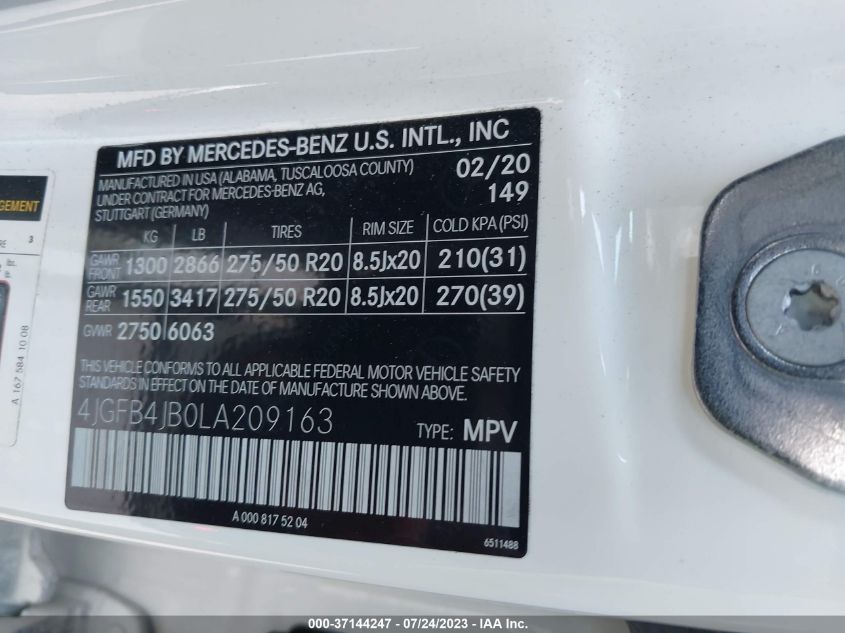 MFD BY MERCEDES-BENZ U.S. INTL., INC
MANUFACTURED IN USA (ALABAMA, TUSCALOOSA COUNTY) 02/20
UNDER CONTRACT FOR MERCEDES-BENZ AG, 149
STUTTGART (GERMANY)
KG LB TIRES RIM SIZE COLD KPA (PSI)
GAWR FRONT 1300 2866 275/50 R20 8.5Jx20 210(31)
GAWR REAR 1550 3417 275/50 R20 8.5Jx20 270(39)
GVWR 2750 6063
THIS VEHICLE CONFORMS TO ALL APPLICABLE FEDERAL MOTOR VEHICLE SAFETY
STANDARDS IN EFFECT ON THE DATE OF MANUFACTURE SHOWN ABOVE.
4JGFB4JB0LA209163 TYPE: MPV
A 000 817 52 04
6511488
GEMENT
3
A 167 584 10 08
000-37144247 - 07/24/2023 - IAA Inc.